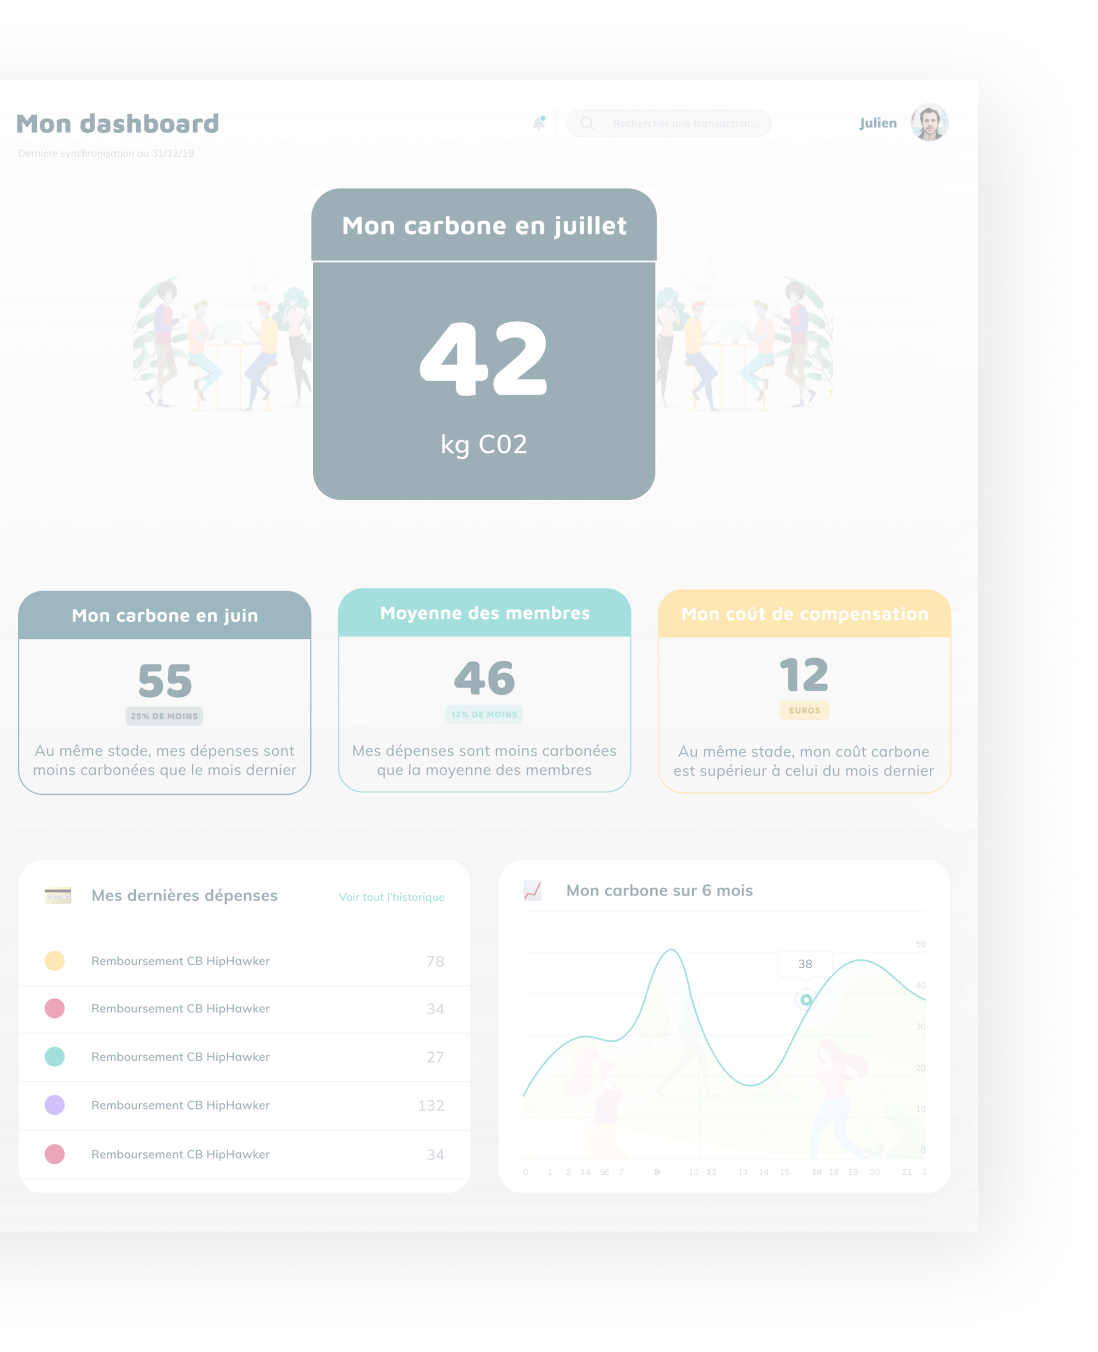 Mon dashboard
Rechercher une transaction...
Julien
Dernière synchronisation au 31/12/19
Mon carbone en juillet
42
kg C02
Mon carbone en juin
55
25% DE MOINS
Au même stade, mes dépenses sont
moins carbonées que le mois dernier
Moyenne des membres
46
12% DE MOINS
Mes dépenses sont moins carbonées
que la moyenne des membres
Mon coût de compensation
12
EUROS
Au même stade, mon coût carbone
est supérieur à celui du mois dernier
Mes dernières dépenses
Voir tout l'historique
Remboursement CB HipHawker 78
Remboursement CB HipHawker 34
Remboursement CB HipHawker 27
Remboursement CB HipHawker 132
Remboursement CB HipHawker 34
Mon carbone sur 6 mois
50
38
40
30
20
10
0
0 1 2 3 4 5 6 7 8 10 13 14 15 18 19 20 21